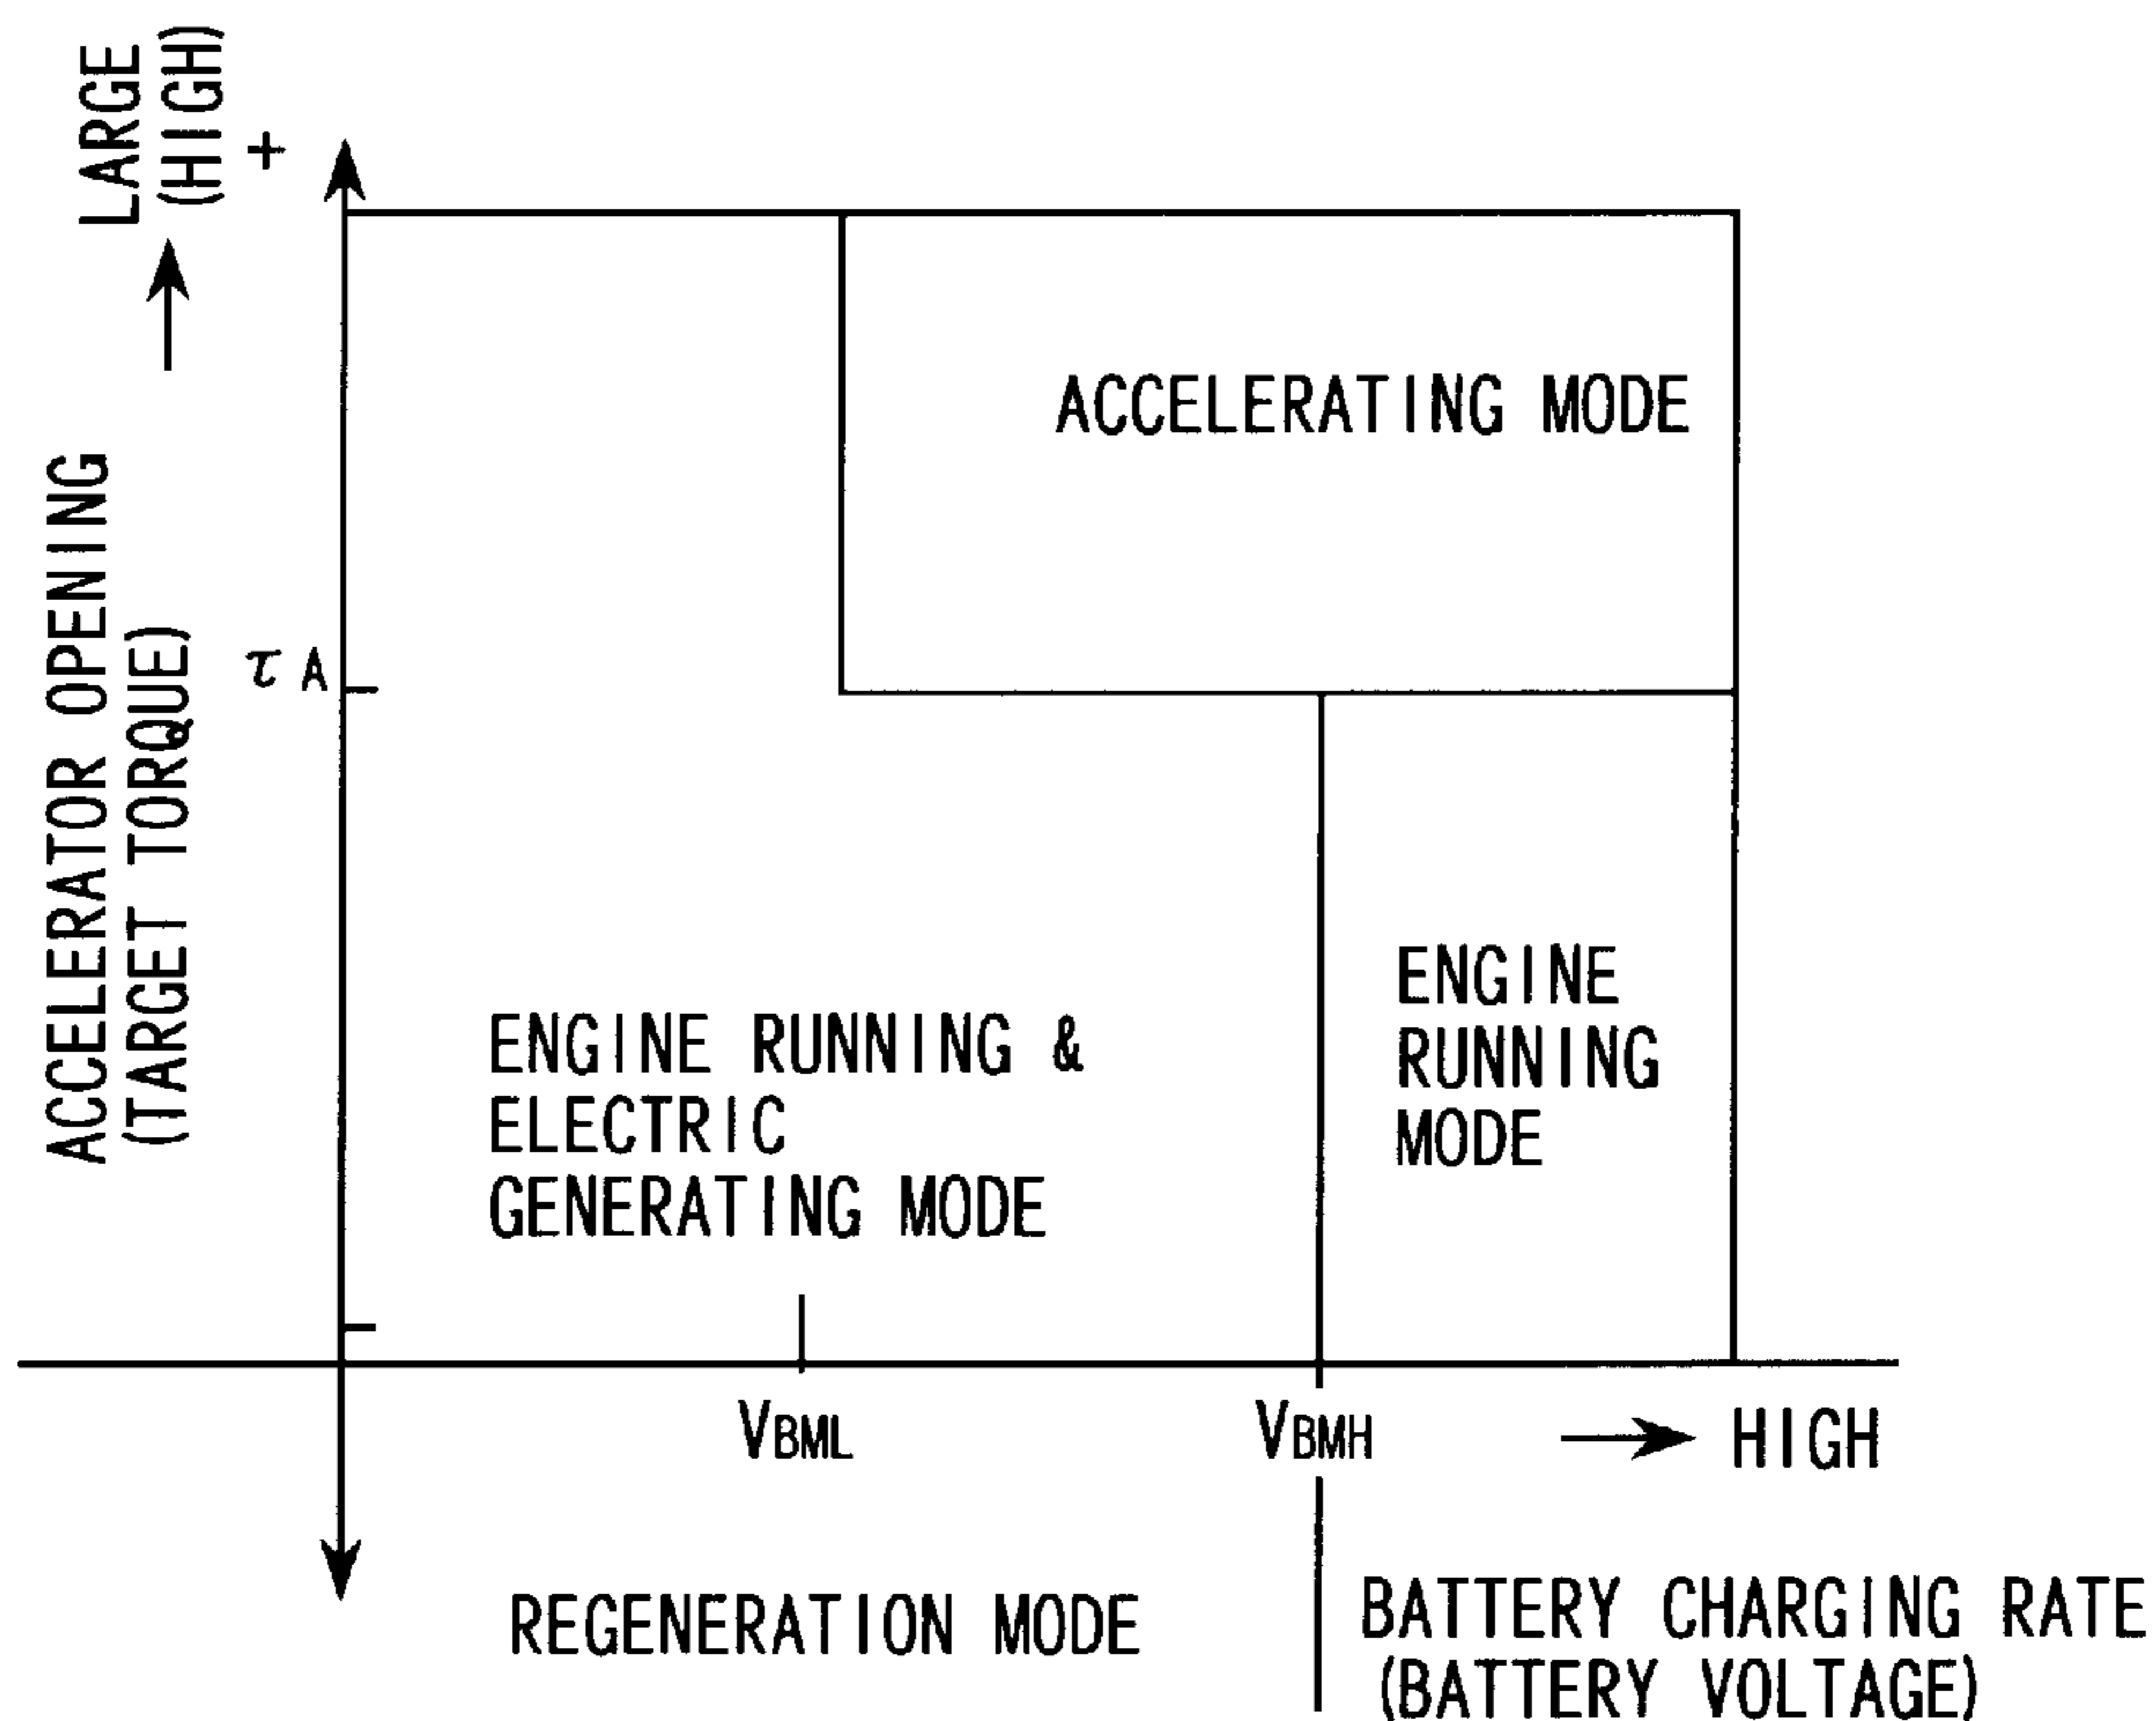 LARGE
(HIGH)
+
ACCELERATOR OPENING
(TARGET TORQUE)
τA
ACCELERATING MODE
ENGINE RUNNING &
ELECTRIC
GENERATING MODE
ENGINE
RUNNING
MODE
VBML
VBMH
HIGH
REGENERATION MODE
BATTERY CHARGING RATE
(BATTERY VOLTAGE)